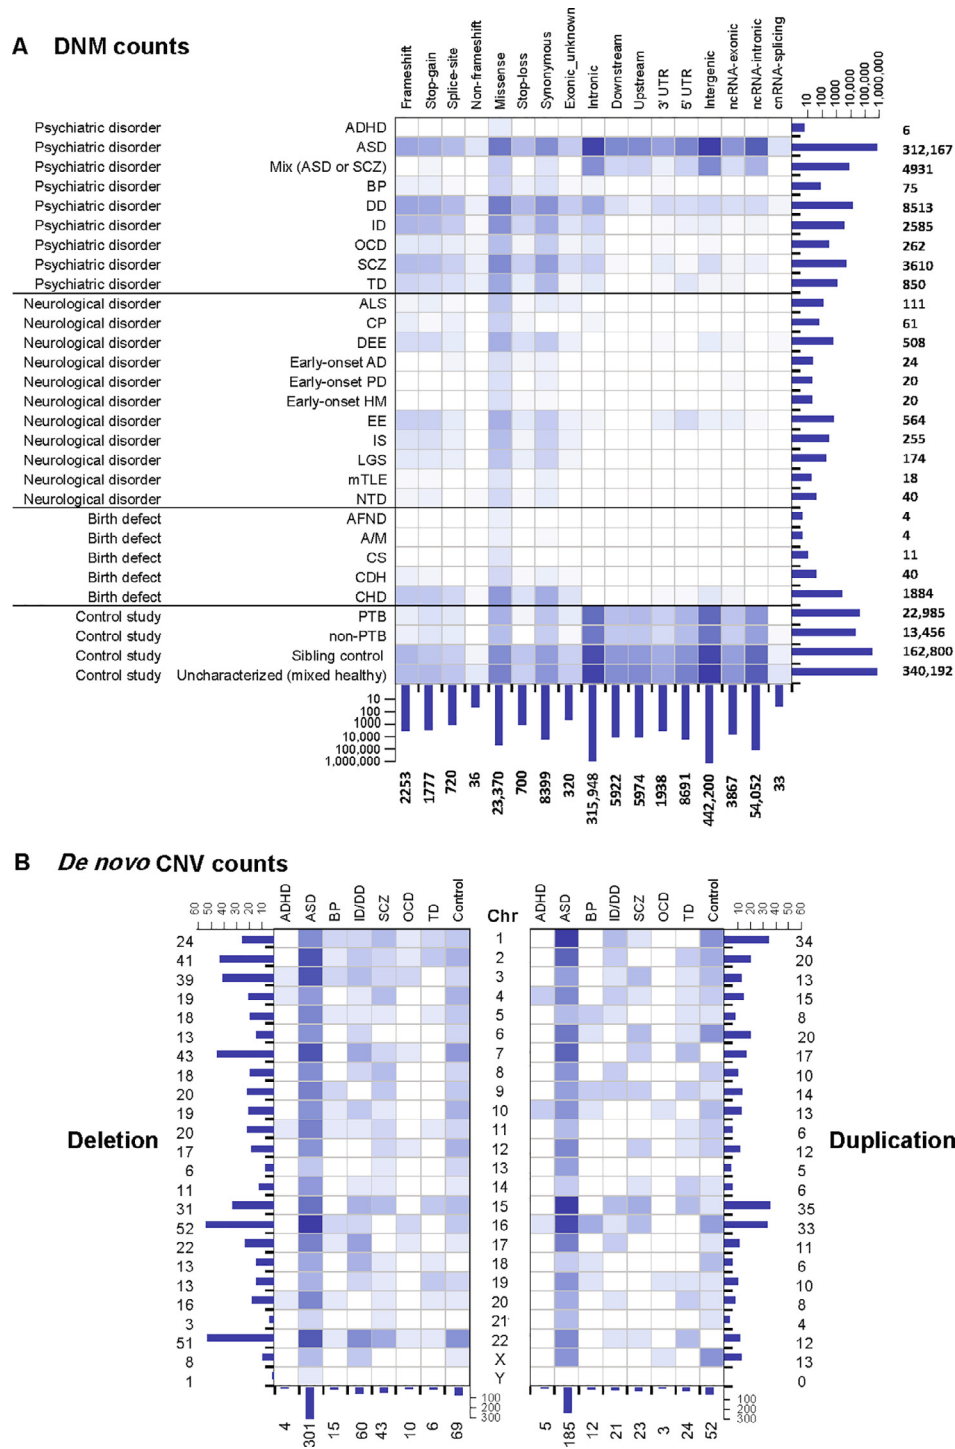 A DNM counts
Frameshift
Stop-gain
Splice-site
Non-frameshift
Missense
Stop-loss
Synonymous
Exonic_unknown
Intronic
Downstream
Upstream
3' UTR
5' UTR
Intergenic
ncRNA-exonic
ncRNA-intronic
cnRNA-splicing
10
100
1000
10,000
100,000
1,000,000
Psychiatric disorder ADHD 6
Psychiatric disorder ASD 312,167
Psychiatric disorder Mix (ASD or SCZ) 4931
Psychiatric disorder BP 75
Psychiatric disorder DD 8513
Psychiatric disorder ID 2585
Psychiatric disorder OCD 262
Psychiatric disorder SCZ 3610
Psychiatric disorder TD 850
Neurological disorder ALS 111
Neurological disorder CP 61
Neurological disorder DEE 508
Neurological disorder Early-onset AD 24
Neurological disorder Early-onset PD 20
Neurological disorder Early-onset HM 20
Neurological disorder EE 564
Neurological disorder IS 255
Neurological disorder LGS 174
Neurological disorder mTLE 18
Neurological disorder NTD 40
Birth defect AFND 4
Birth defect A/M 4
Birth defect CS 11
Birth defect CDH 40
Birth defect CHD 1884
Control study PTB 22,985
Control study non-PTB 13,456
Control study Sibling control 162,800
Control study Uncharacterized (mixed healthy) 340,192
10
100
1000
10,000
100,000
1,000,000
2253
1777
720
36
23,370
700
8399
320
315,948
5922
5974
1938
8691
442,200
3867
54,052
33
B De novo CNV counts
60 50 40 30 20 10
ADHD ASD BP ID/DD SCZ OCD TD Control
Chr
ADHD ASD BP ID/DD SCZ OCD TD Control
10 20 30 40 50 60
24 1 34
41 2 20
39 3 13
19 4 15
18 5 8
13 6 20
43 7 17
18 8 10
20 9 14
19 10 13
20 11 6
Deletion
Duplication
17 12 12
6 13 5
11 14 6
31 15 35
52 16 33
22 17 11
13 18 6
13 19 10
16 20 8
3 21 4
51 22 12
8 X 13
1 Y 0
100
200
300
4 301 15 60 43 10 6 69
100
200
300
5 185 12 21 23 3 24 52